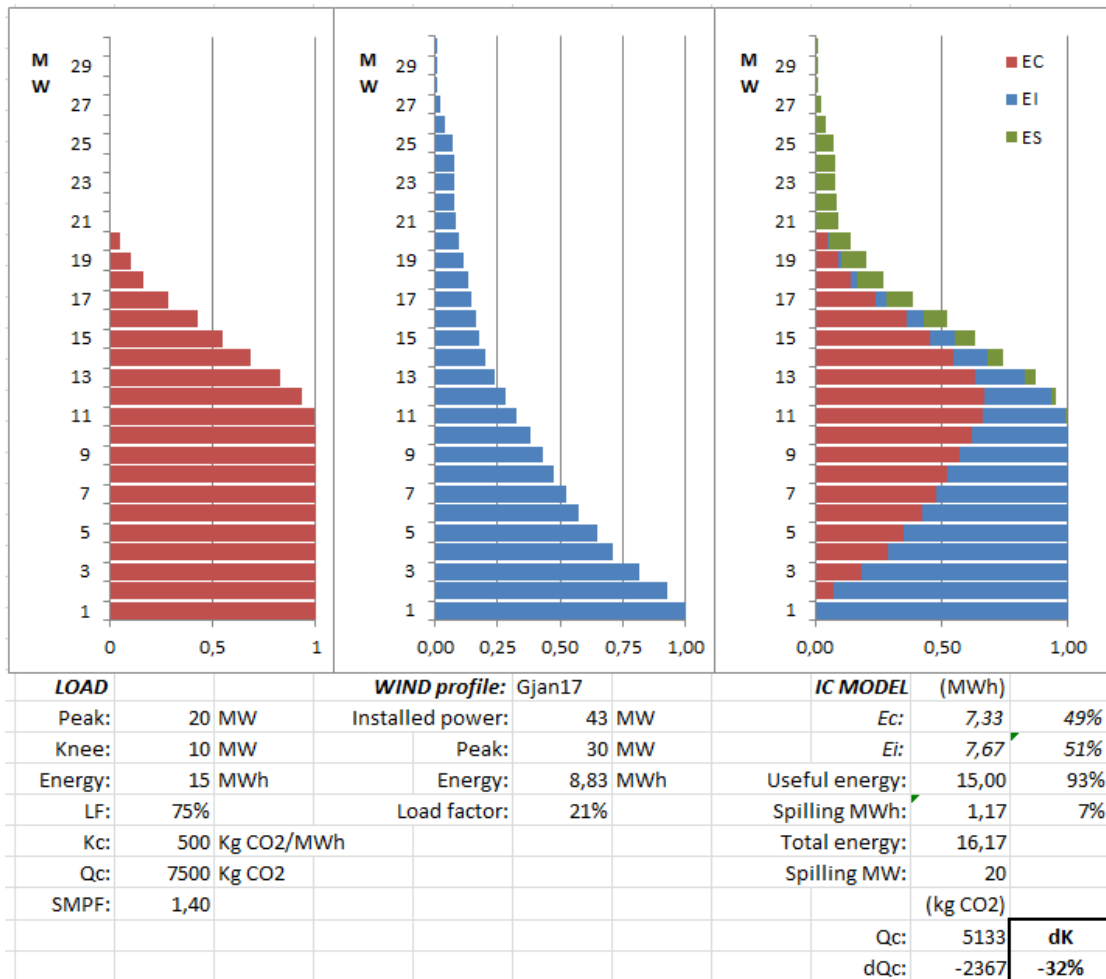 M
W
29
27
25
23
21
19
17
15
13
11
9
7
5
3
1
0 0,5 1
M
W
29
27
25
23
21
19
17
15
13
11
9
7
5
3
1
0,00 0,25 0,50 0,75 1,00
M
W
29
27
25
23
21
19
17
15
13
11
9
7
5
3
1
0,00 0,50 1,00
EC
EI
ES
LOAD WIND profile: Gjan17 IC MODEL (MWh)
Peak: 20 MW Installed power: 43 MW Ec: 7,33 49%
Knee: 10 MW Peak: 30 MW Ei: 7,67 51%
Energy: 15 MWh Energy: 8,83 MWh Useful energy: 15,00 93%
LF: 75% Load factor: 21% Spilling MWh: 1,17 7%
Kc: 500 Kg CO2/MWh Total energy: 16,17
Qc: 7500 Kg CO2 Spilling MW: 20
SMPF: 1,40 (kg CO2)
Qc: 5133 dK
dQc: -2367 -32%